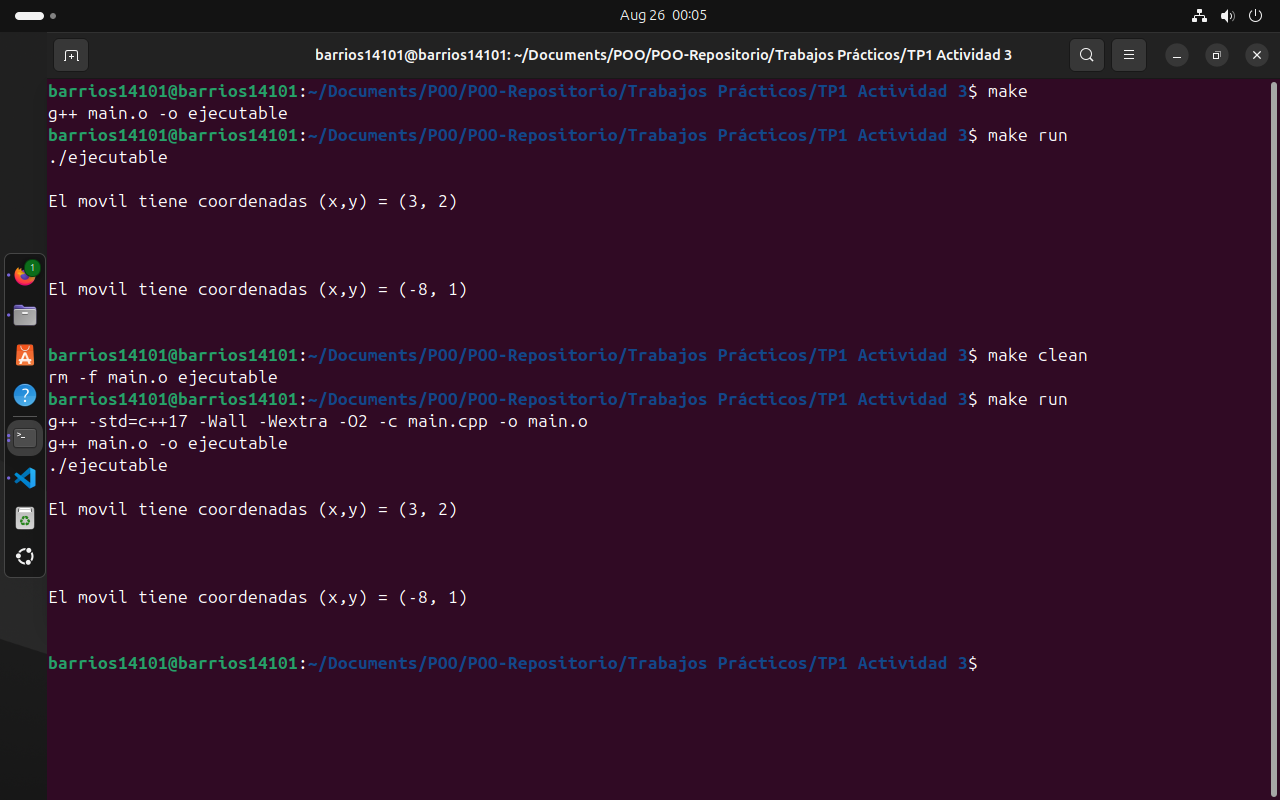 Aug 26 00:05
barrios14101@barrios14101: ~/Documents/POO/POO-Repositorio/Trabajos Prácticos/TP1 Actividad 3
barrios14101@barrios14101:~/Documents/POO/POO-Repositorio/Trabajos Prácticos/TP1 Actividad 3$ make
g++ main.o -o ejecutable
barrios14101@barrios14101:~/Documents/POO/POO-Repositorio/Trabajos Prácticos/TP1 Actividad 3$ make run
./ejecutable
El movil tiene coordenadas (x,y) = (3, 2)
El movil tiene coordenadas (x,y) = (-8, 1)
barrios14101@barrios14101:~/Documents/POO/POO-Repositorio/Trabajos Prácticos/TP1 Actividad 3$ make clean
rm -f main.o ejecutable
barrios14101@barrios14101:~/Documents/POO/POO-Repositorio/Trabajos Prácticos/TP1 Actividad 3$ make run
g++ -std=c++17 -Wall -Wextra -O2 -c main.cpp -o main.o
g++ main.o -o ejecutable
./ejecutable
El movil tiene coordenadas (x,y) = (3, 2)
El movil tiene coordenadas (x,y) = (-8, 1)
barrios14101@barrios14101:~/Documents/POO/POO-Repositorio/Trabajos Prácticos/TP1 Actividad 3$
1